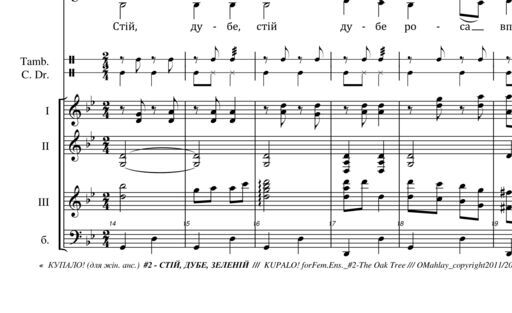 Стій, ду - бе, стій ду - бе ро - са вп
Tamb.
C. Dr.
I
II
III
14 15 16 17 18 19
б.
« КУПАЛО! (для жін. анс.) #2 - СТІЙ, ДУБЕ, ЗЕЛЕНІЙ /// KUPALO! forFem.Ens._#2-The Oak Tree /// OMahlay_copyright2011/20